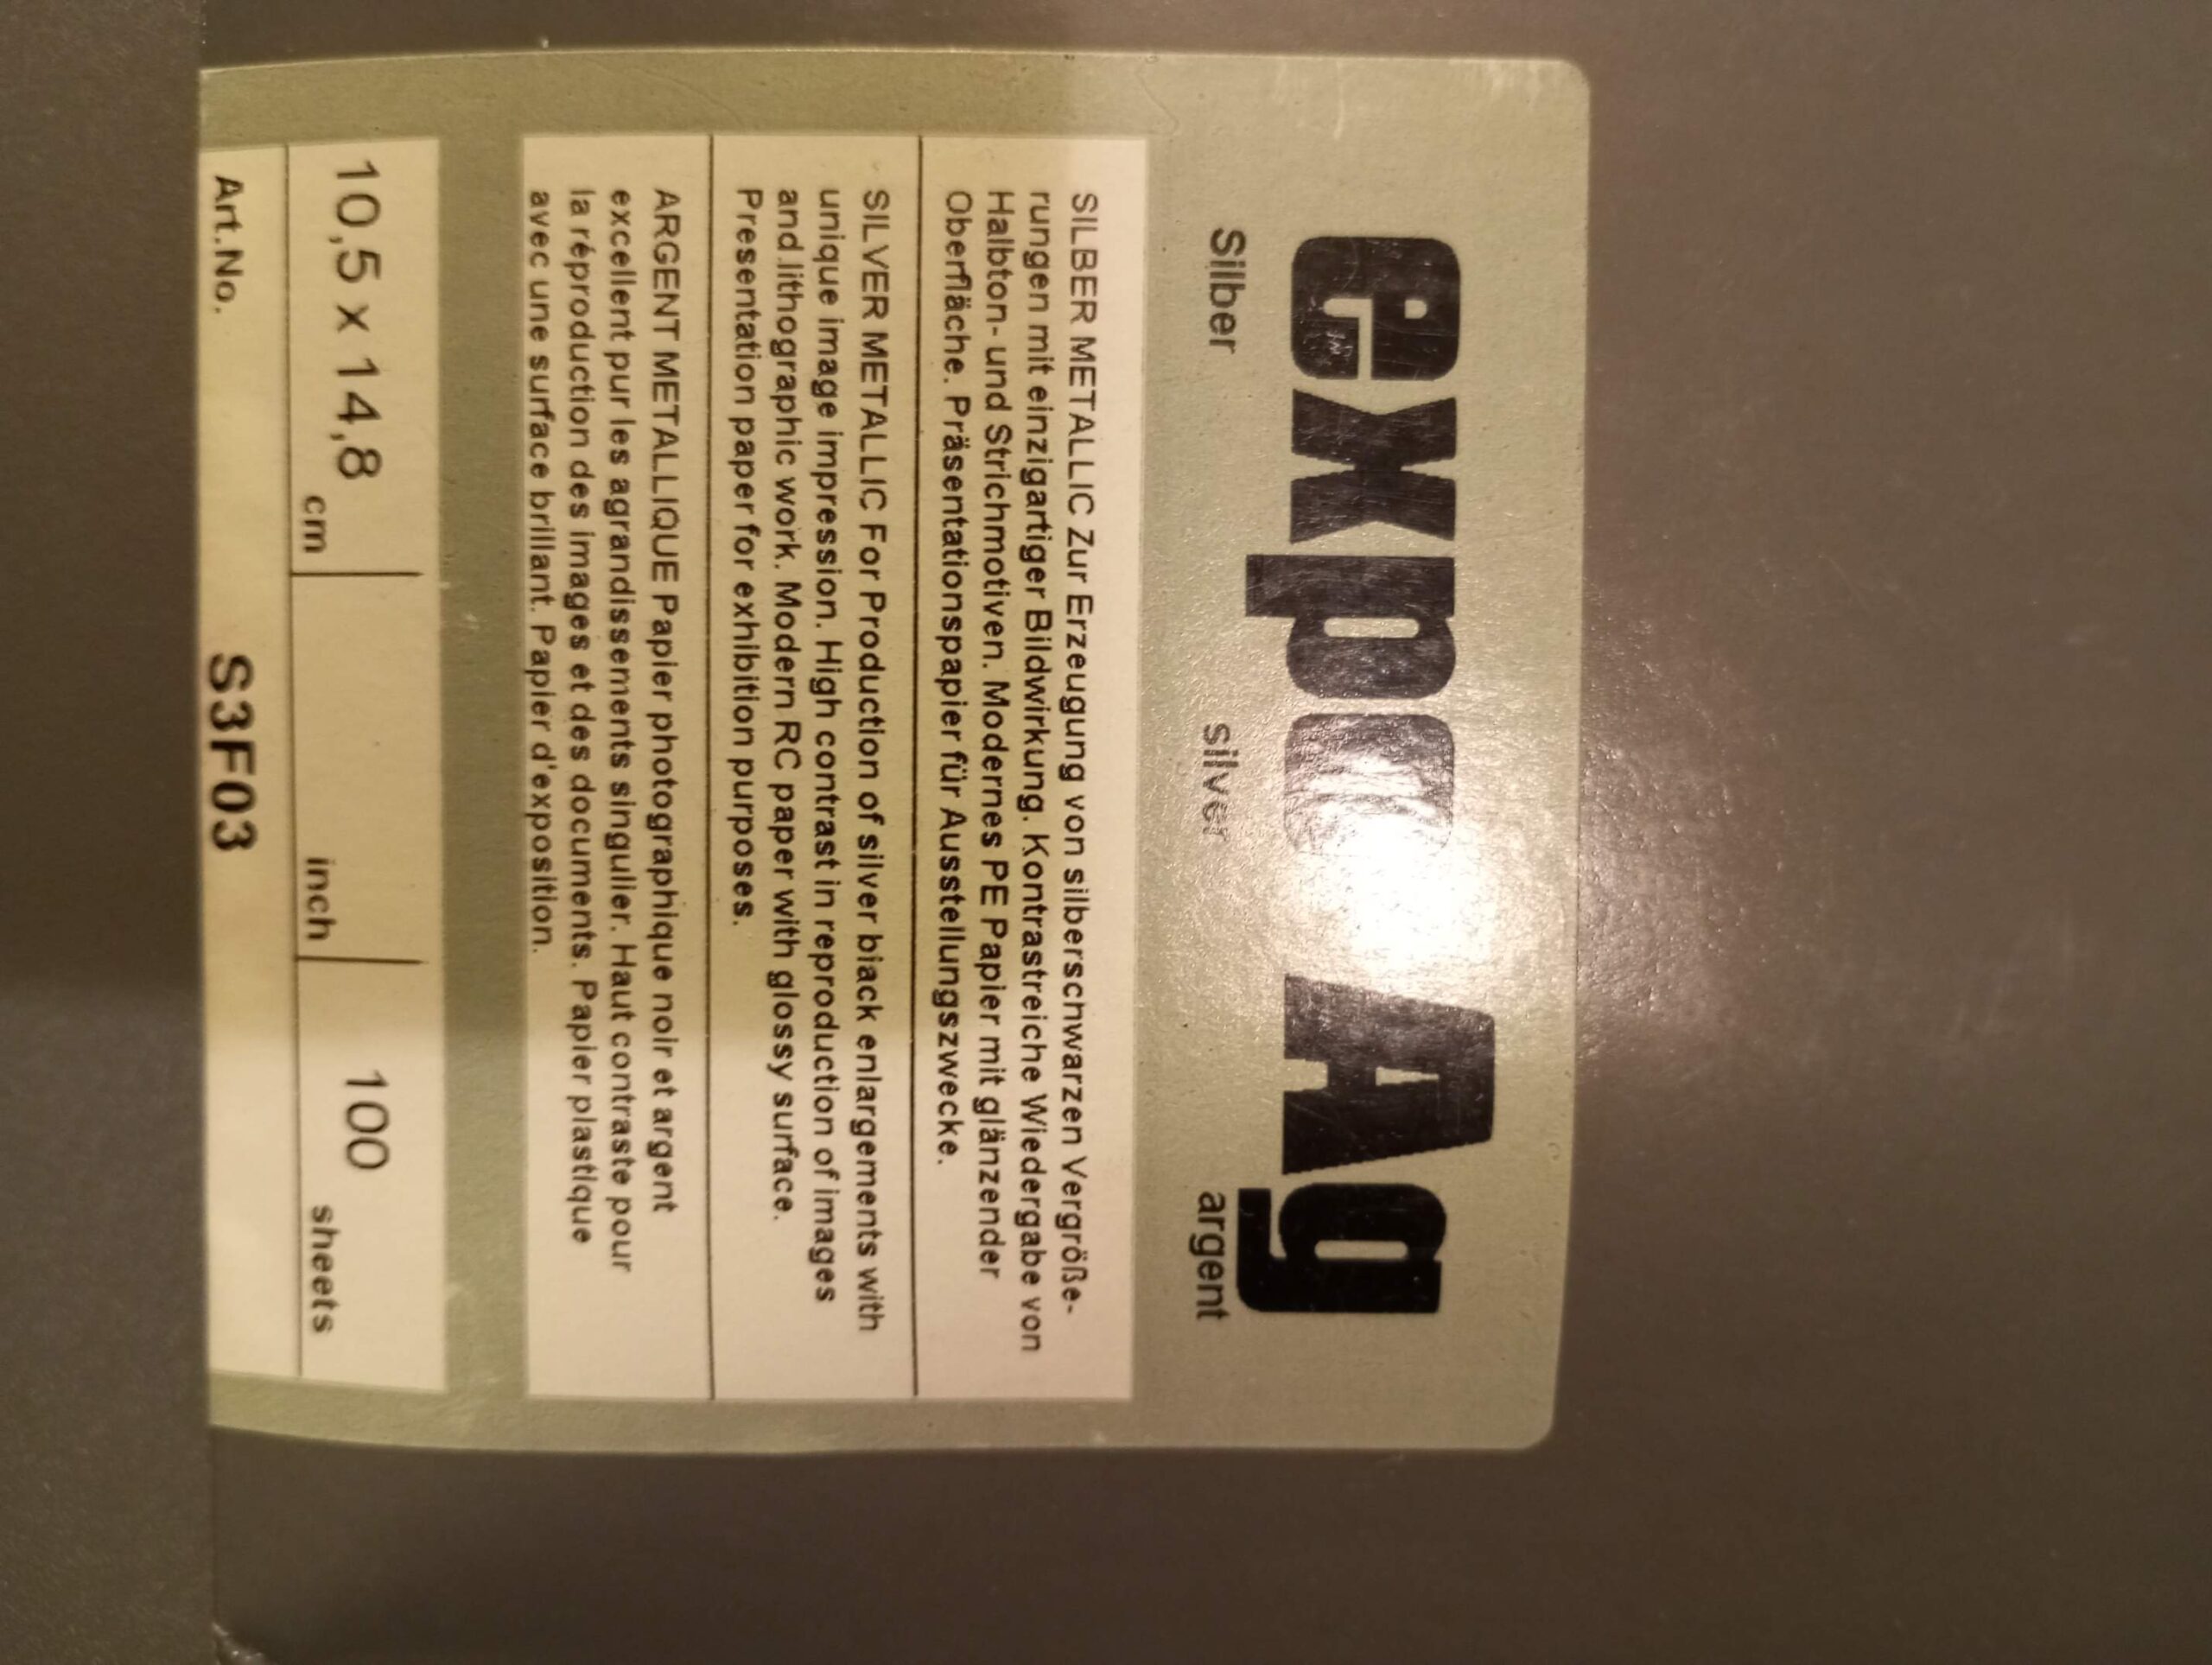 expo Ag
Silber silver argent
SILBER METALLIC Zur Erzeugung von silberschwarzen Vergröße-
rungen mit einzigartiger Bildwirkung. Kontrastreiche Wiedergabe von
Halbton- und Strichmotiven. Modernes PE Papier mit glänzender
Oberfläche. Präsentationspapier für Ausstellungszwecke.
SILVER METALLIC For Production of silver black enlargements with
unique image impression. High contrast in reproduction of images
and lithographic work. Modern RC paper with glossy surface.
Presentation paper for exhibition purposes.
ARGENT METALLIQUE Papier photographique noir et argent
excellent pur les agrandissements singulier. Haut contraste pour
la réproduction des images et des documents. Papier plastique
avec une surface brillant. Papier d'exposition.
10,5 x 14,8 cm inch 100 sheets
Art.No. S3F03